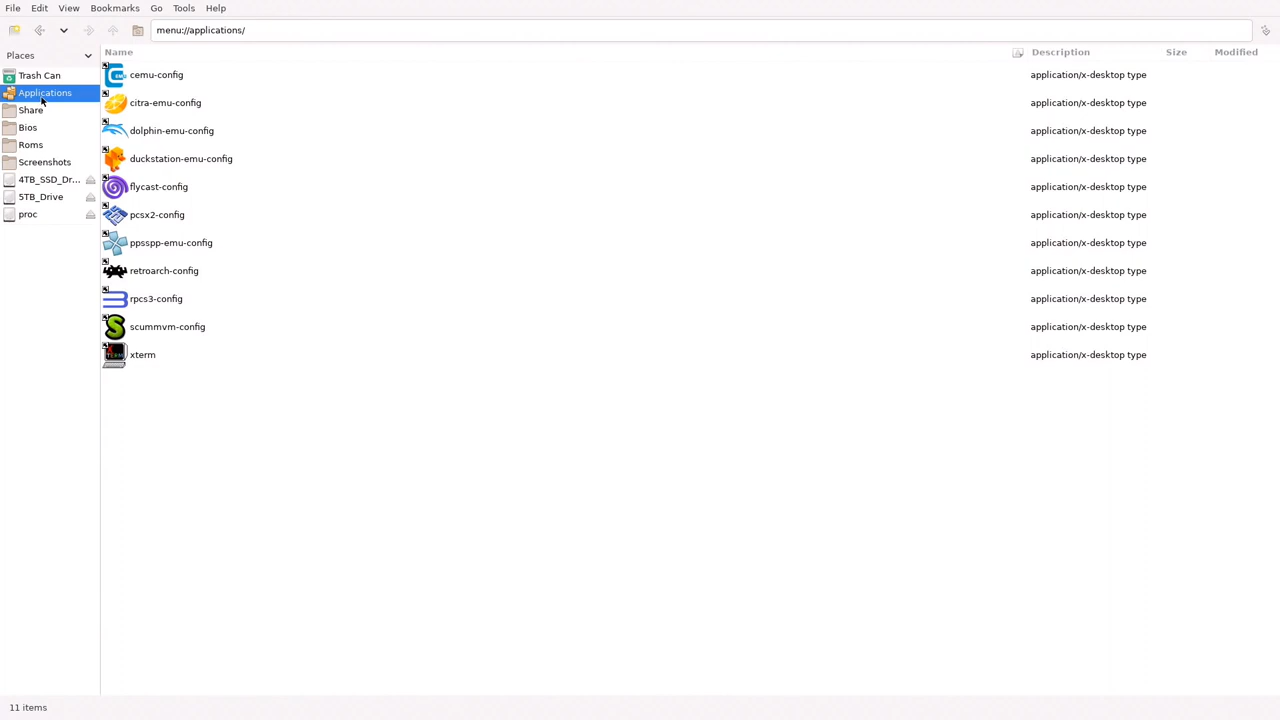 File Edit View Bookmarks Go Tools Help
menu://applications/
Places
Name Description Size Modified
Trash Can
Applications
Share
Bios
Roms
Screenshots
4TB_SSD_Dr...
5TB_Drive
proc
cemu-config application/x-desktop type
citra-emu-config application/x-desktop type
dolphin-emu-config application/x-desktop type
duckstation-emu-config application/x-desktop type
flycast-config application/x-desktop type
pcsx2-config application/x-desktop type
ppsspp-emu-config application/x-desktop type
retroarch-config application/x-desktop type
rpcs3-config application/x-desktop type
scummvm-config application/x-desktop type
xterm application/x-desktop type
11 items